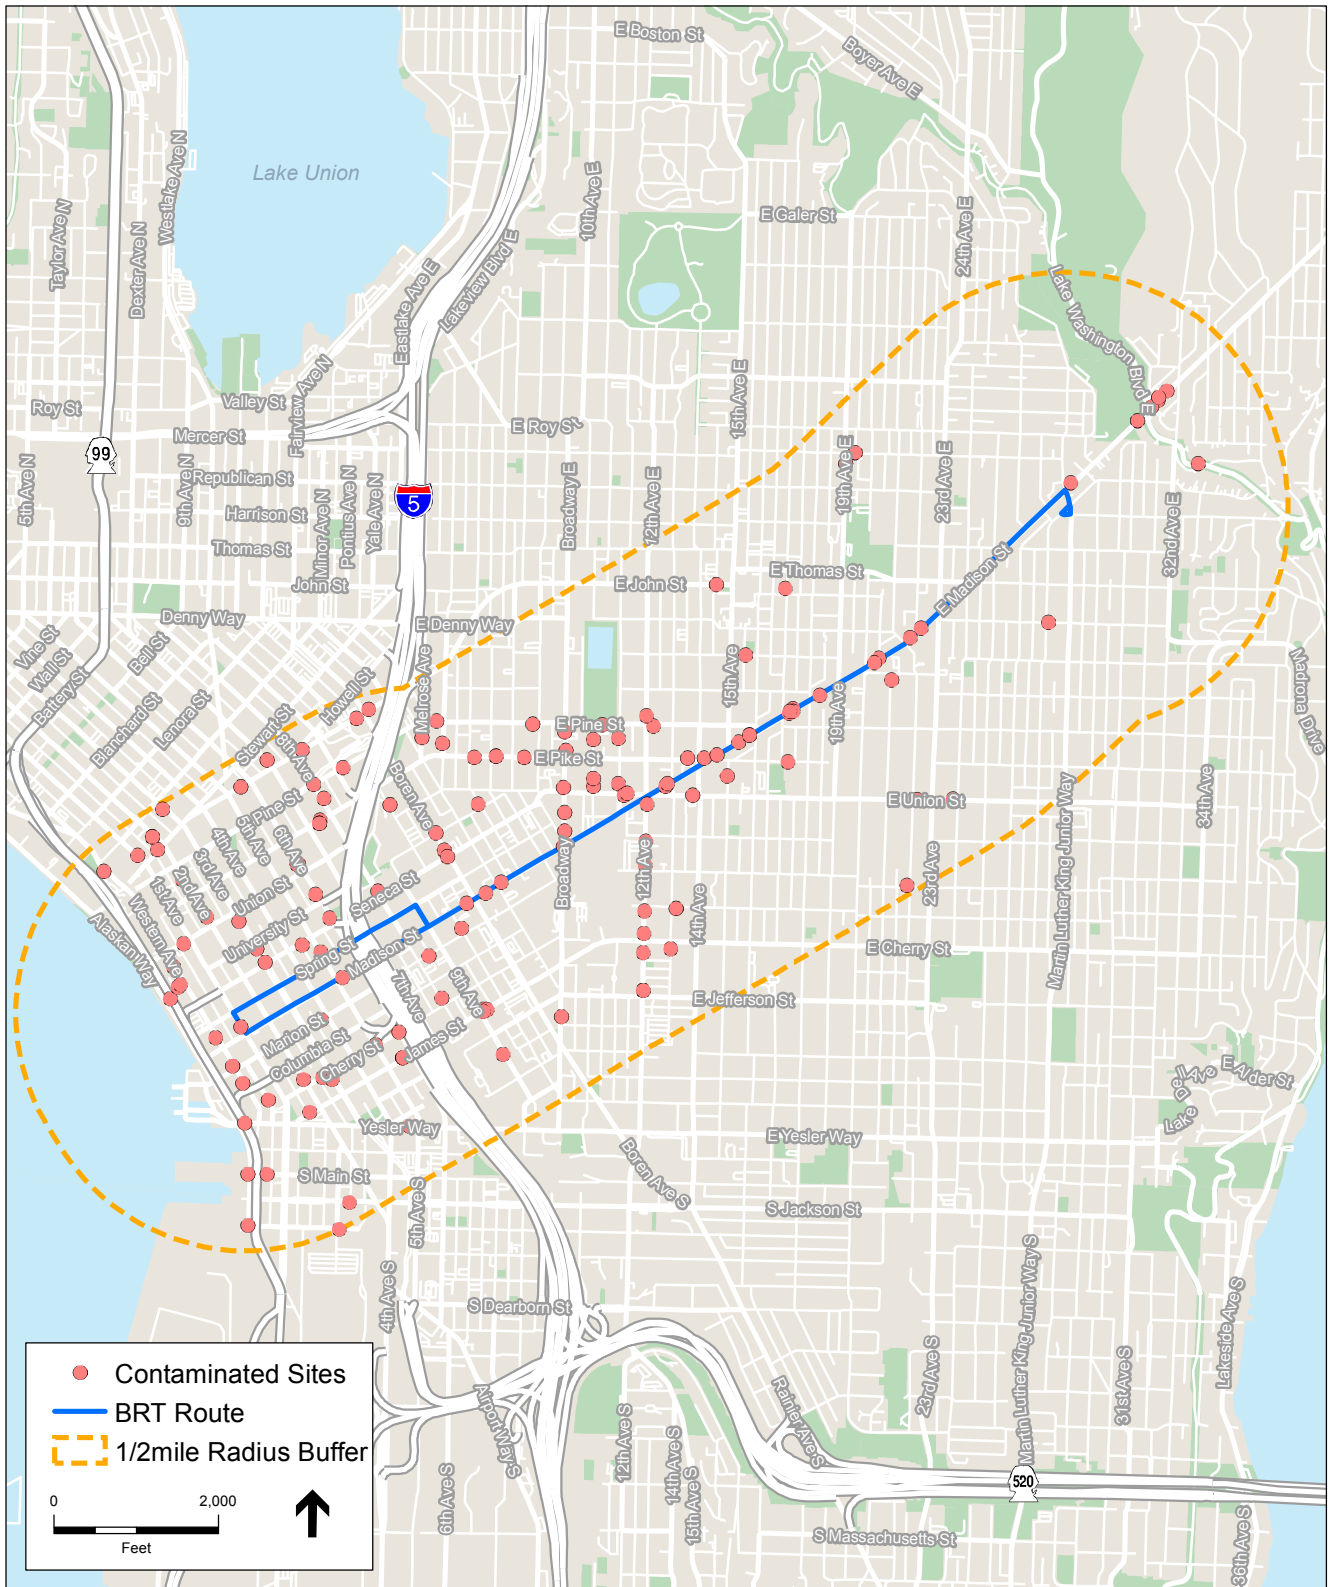 E Boston St
Boyer Ave E
Lake Union
Westlake Ave N
Taylor Ave N
Dexter Ave N
10th Ave E
E Galer St
24th Ave E
Lakeview Blvd E
Eastlake Ave E
Lake Washington Blvd E
Fairview Ave N
Valley St
Roy St
Mercer St
E Roy St
15th Ave E
99
5th Ave N
9th Ave N
Republican St
Minor Ave N
Pontius Ave N
Yale Ave N
5
Broadway E
12th Ave E
19th Ave E
23rd Ave E
32nd Ave E
Harrison St
Thomas St
John St
E John St
E Thomas St
E Madison St
Denny Way
E Denny Way
Vine St
Wall St
Battery St
Bell St
Blanchard St
Lenora St
Stewart St
Howell St
8th Ave
Melrose Ave
15th Ave
19th Ave
Madrona Drive
E Pine St
E Pike St
Boren Ave
Pine St
E Union St
34th Ave
Martin Luther King Junior Way
4th Ave
5th Ave
6th Ave
3rd Ave
2nd Ave
1st Ave
Union St
University St
Seneca St
Broadway
12th Ave
14th Ave
23rd Ave
E Cherry St
Western Ave
Alaskan Way
Spring St
Madison St
7th Ave
9th Ave
E Jefferson St
Marion St
Columbia St
Cherry St
James St
Yesler Way
E Yesler Way
E Alder St
Lake Dell Ave
S Main St
5th Ave S
Boren Ave S
S Jackson St
4th Ave S
S Dearborn St
Airport Way S
6th Ave S
12th Ave S
14th Ave S
15th Ave S
Rainier Ave S
23rd Ave S
Martin Luther King Junior Way S
31st Ave S
Lakeside Ave S
520
S Massachusetts St
36th Ave S
Contaminated Sites
BRT Route
1/2mile Radius Buffer
0 2,000
Feet